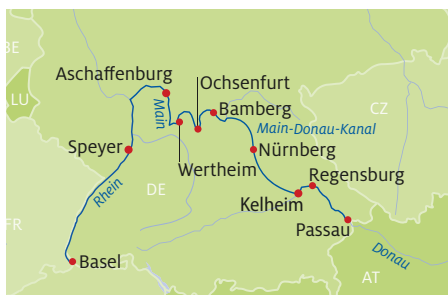 BE
Ochsenfurt
Aschaffenburg
LU
Main
Bamberg
CZ
Main-Donau-Kanal
Speyer
Nürnberg
Wertheim
Regensburg
DE
Rhein
Kelheim
FR
Passau
Donau
Basel
AT